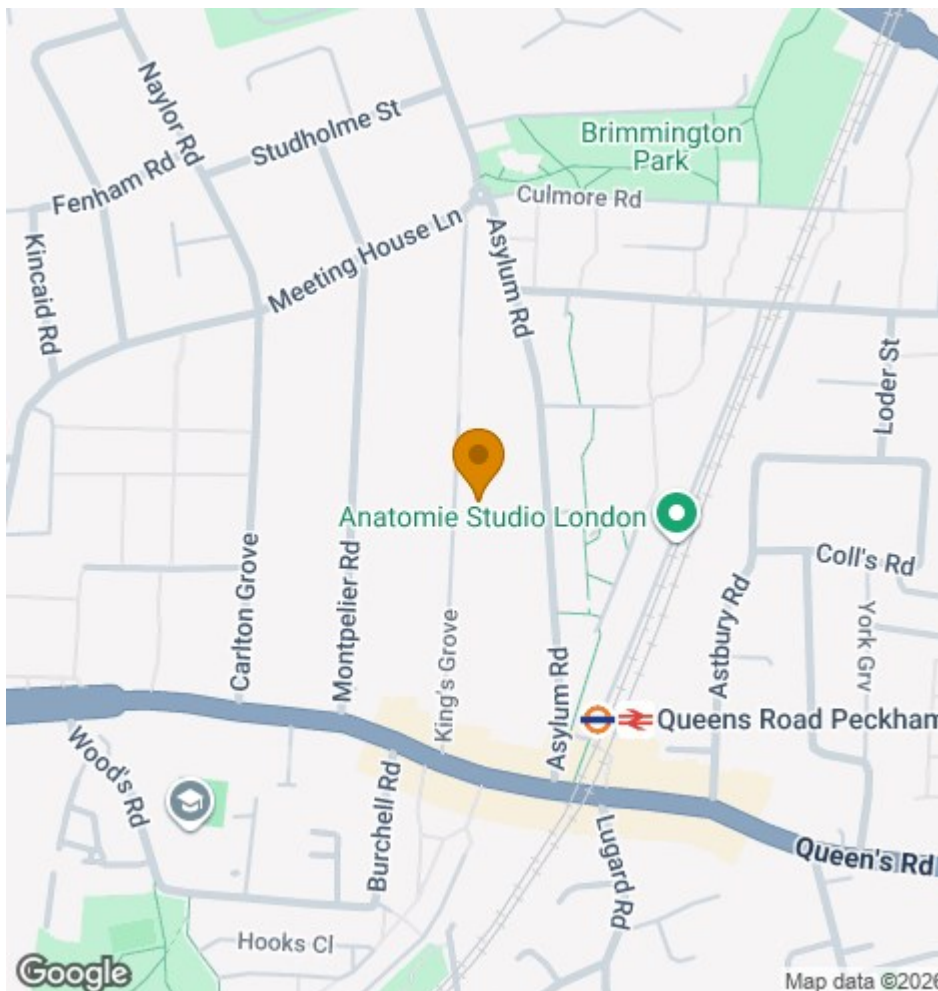 Naylor Rd
Studholme St
Brimmington
Park
Fenham Rd
Culmore Rd
Meeting House Ln
Asylum Rd
Kincaid Rd
Loder St
Anatomie Studio London
Coll's Rd
Carlton Grove
Montpelier Rd
King's Grove
Asylum Rd
Astbury Rd
York Grv
Queens Road Peckham
Wood's Rd
Burchell Rd
Lugard Rd
Queen's Rd
Hooks Cl
Google
Map data ©2026